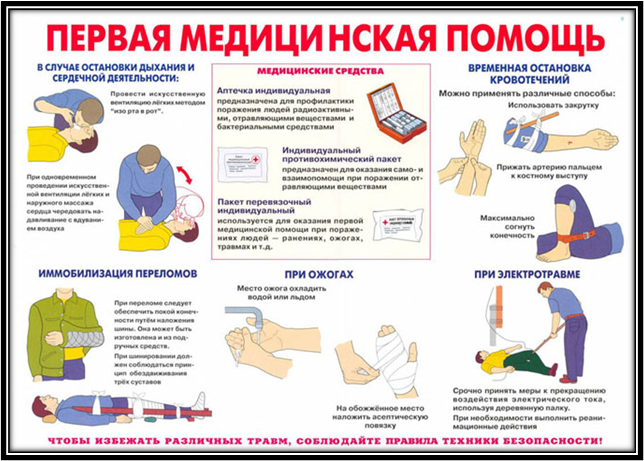 ПЕРВАЯ МЕДИЦИНСКАЯ ПОМОЩЬ
В СЛУЧАЕ ОСТАНОВКИ ДЫХАНИЯ И
СЕРДЕЧНОЙ ДЕЯТЕЛЬНОСТИ:
Провести искусственную
вентиляцию лёгких методом
"изо рта в рот".
При одновременном
проведении искусствен-
ной вентиляции лёгких и
наружного массажа
сердца чередовать на-
давливание с вдувани-
ем воздуха
МЕДИЦИНСКИЕ СРЕДСТВА
Аптечка индивидуальная
предназначена для профилактики
поражения людей радиоактивны-
ми, отравляющими веществами и
бактериальными средствами
Индивидуальный
противохимический пакет
предназначен для оказания само- и
взаимопомощи при поражении от-
равляющими веществами
Пакет перевязочный
индивидуальный
используется для оказания первой
медицинской помощи при пораже-
ниях людей — ранениях, ожогах,
травмах и т.д.
ВРЕМЕННАЯ ОСТАНОВКА
КРОВОТЕЧЕНИЙ
Можно применять различные способы:
Использовать закрутку
Прижать артерию пальцем
к костному выступу
Максимально
согнуть
конечность
ИММОБИЛИЗАЦИЯ ПЕРЕЛОМОВ
При переломе следует
обеспечить покой конеч-
ности путём наложения
шины. Она может быть
изготовлена и из под-
ручных средств.
При шинировании дол-
жен соблюдаться прин-
цип обездвиживания
трёх суставов
ПРИ ОЖОГАХ
Место ожога охладить
водой или льдом
На обожжённое место
наложить асептическую
повязку
ПРИ ЭЛЕКТРОТРАВМЕ
Срочно принять меры к прекращению
воздействия электрического тока,
используя деревянную палку.
При необходимости выполнить реани-
мационные действия
ЧТОБЫ ИЗБЕЖАТЬ РАЗЛИЧНЫХ ТРАВМ, СОБЛЮДАЙТЕ ПРАВИЛА ТЕХНИКИ БЕЗОПАСНОСТИ!